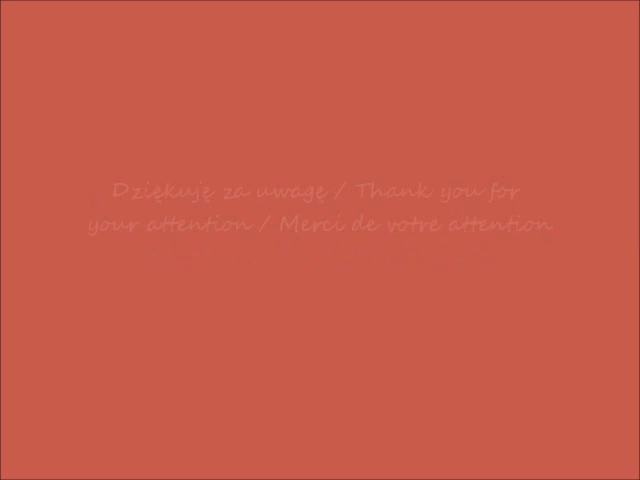 Dziękuję za uwagę / Thank you for
your attention / Merci de votre attention